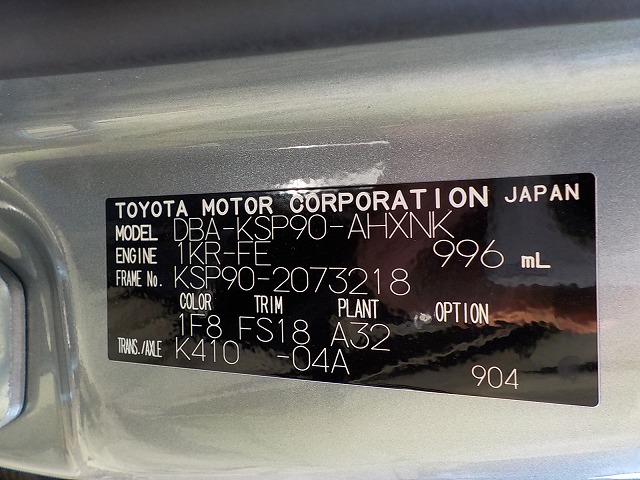 TOYOTA MOTOR CORPORATION JAPAN
MODEL DBA-KSP90-AHXNK
ENGINE 1KR-FE 996 mL
FRAME No. KSP90-2073218
COLOR TRIM PLANT OPTION
1F8 FS18 A32
TRANS./AXLE K410 -04A
904